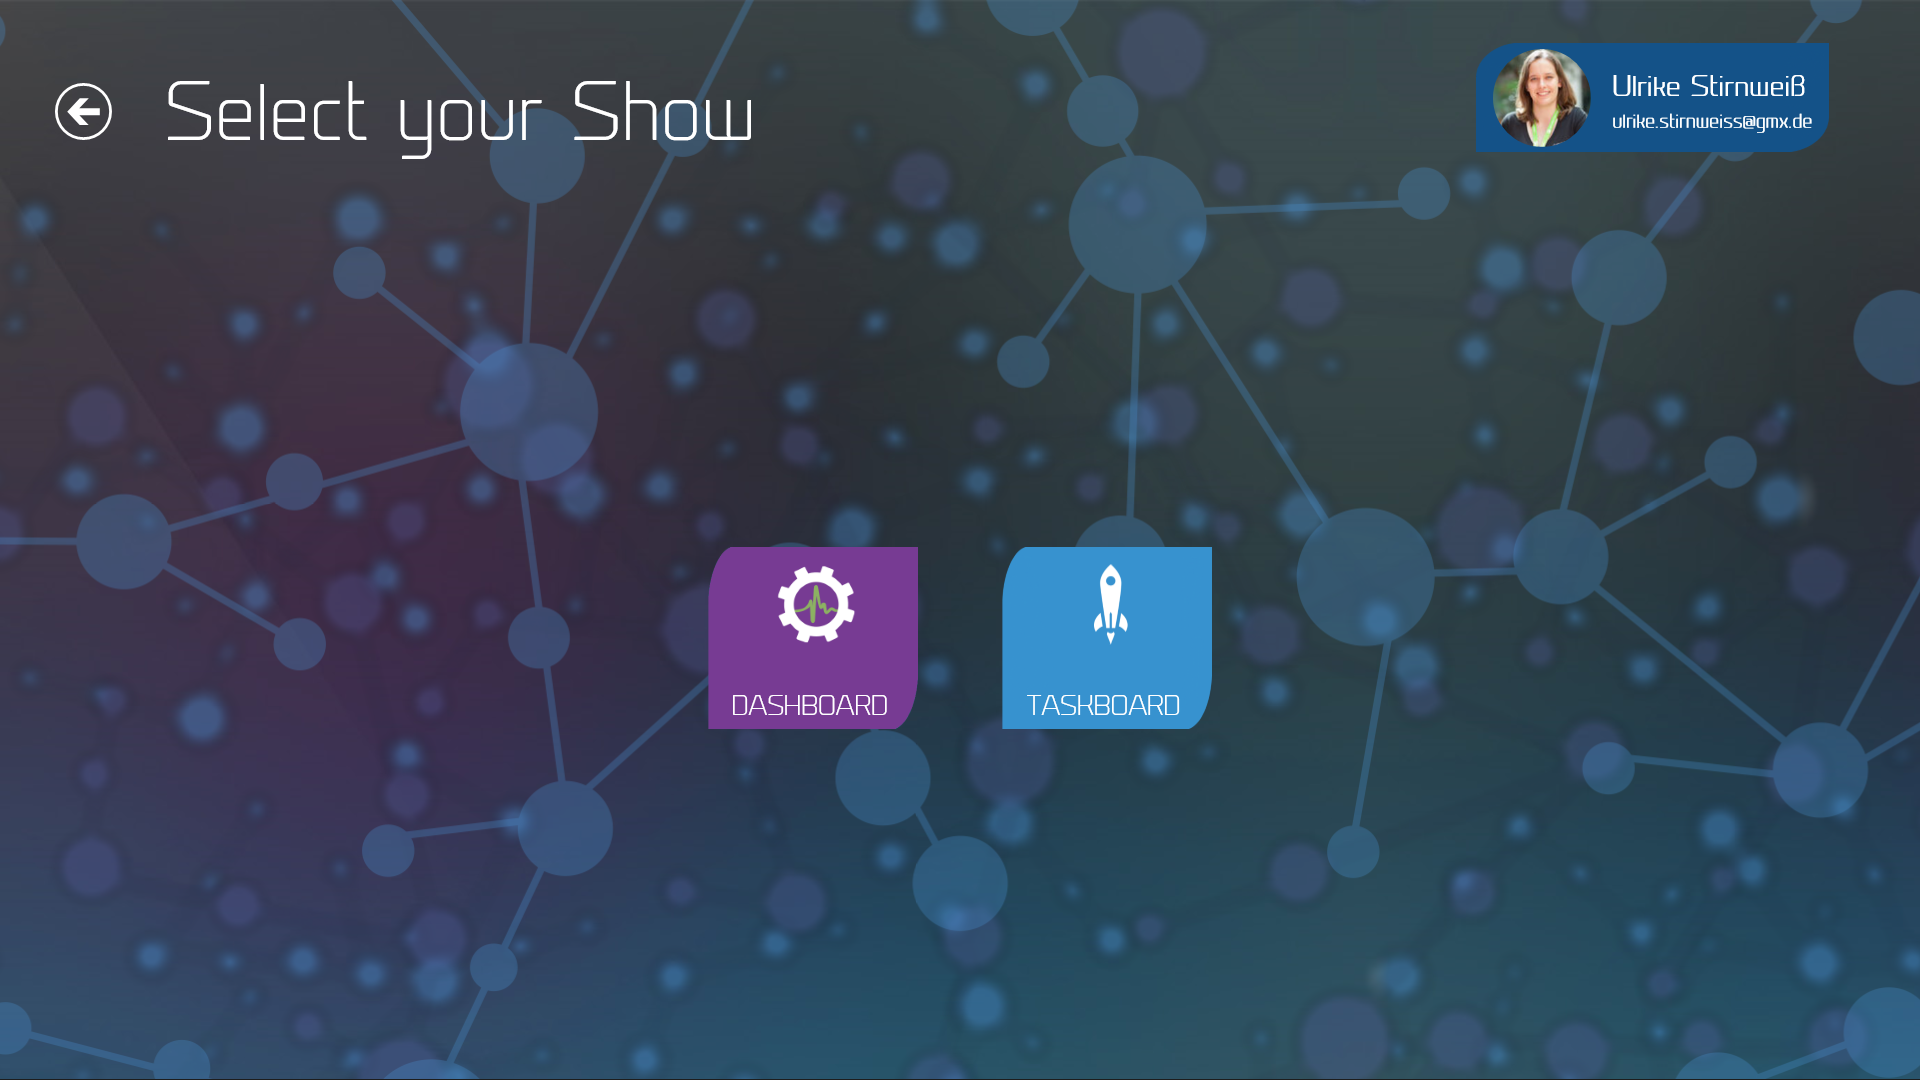 Select your Show
Ulrike Stirnweiß
ulrike.stirnweiss@gmx.de
DASHBOARD
TASKBOARD